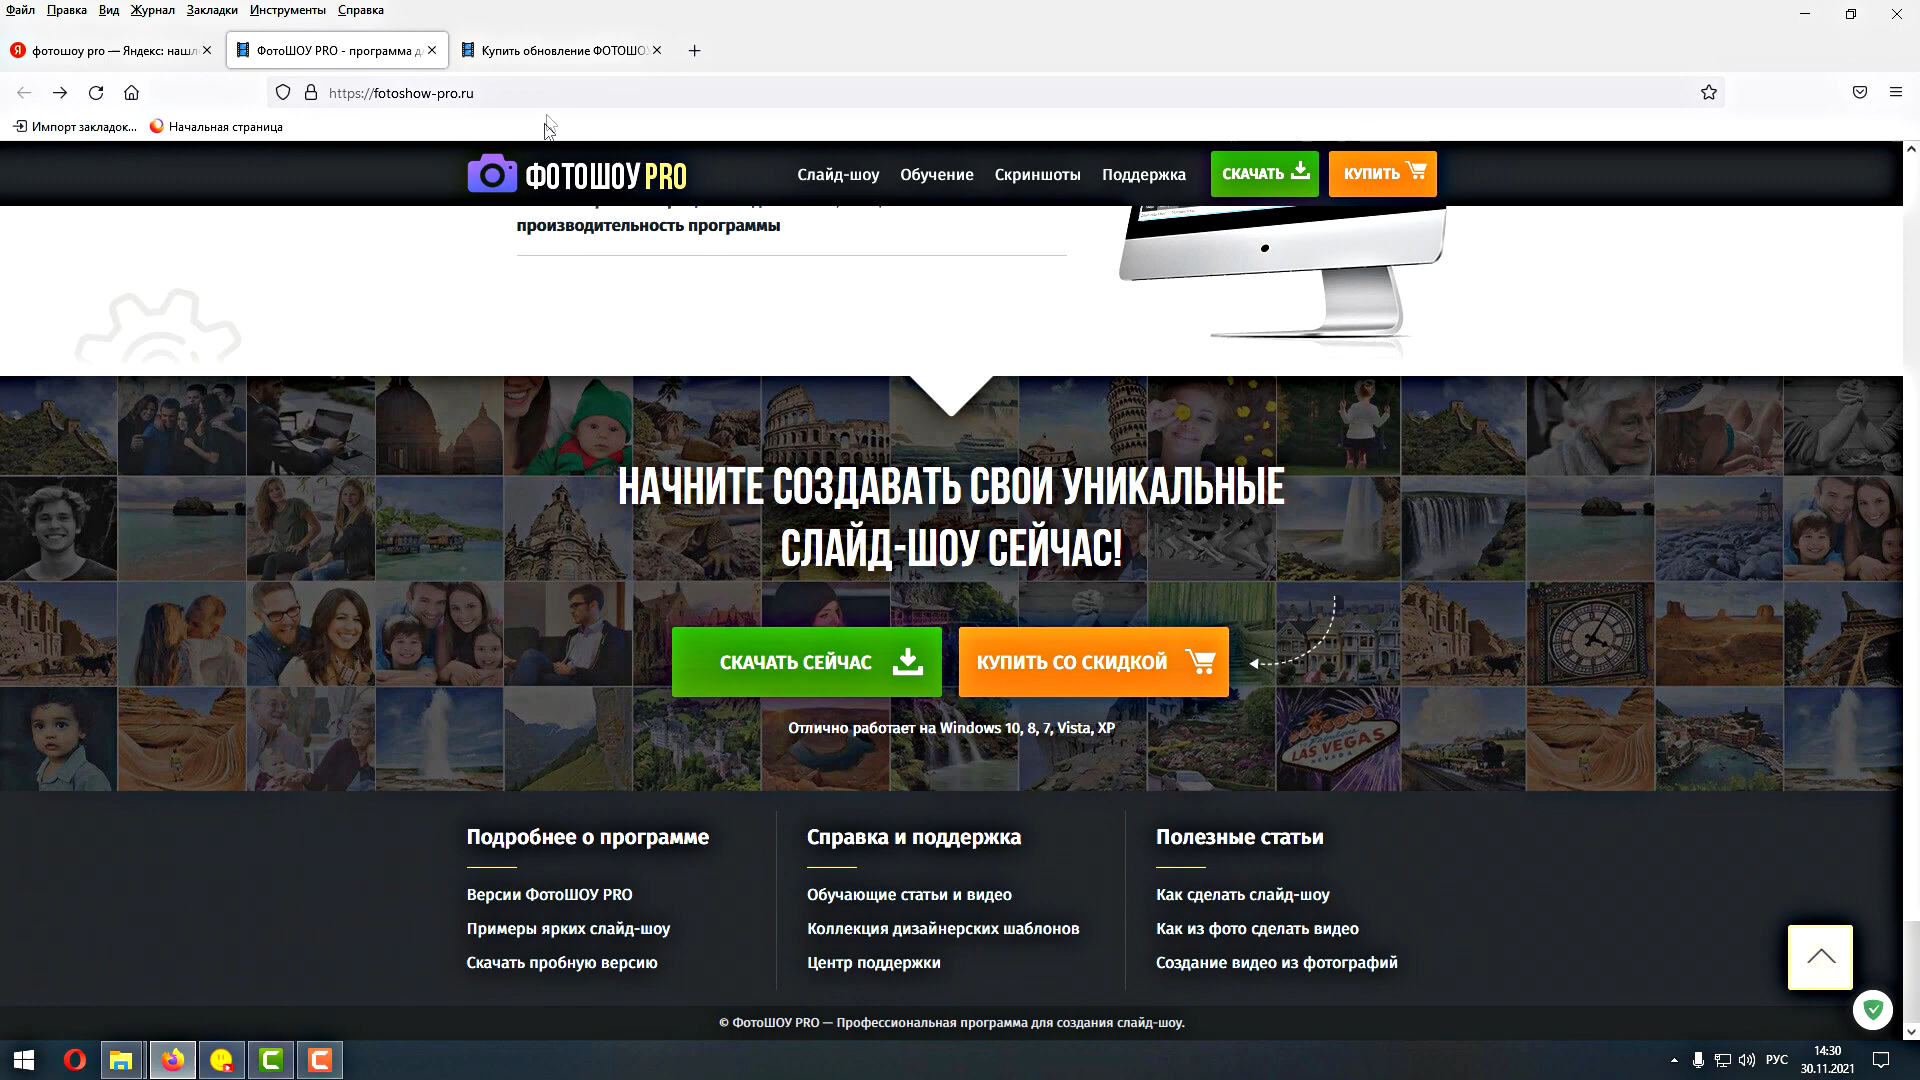 Файл Правка Вид Журнал Закладки Инструменты Справка
фотошоу pro — Яндекс: нашл
ФотоШОУ PRO - программа д
Купить обновление ФОТОШО
https://fotoshow-pro.ru
Импорт закладок... Начальная страница
ФОТОШОУ PRO
Слайд-шоу Обучение Скриншоты Поддержка СКАЧАТЬ КУПИТЬ
производительность программы
НАЧНИТЕ СОЗДАВАТЬ СВОИ УНИКАЛЬНЫЕ
СЛАЙД-ШОУ СЕЙЧАС!
СКАЧАТЬ СЕЙЧАС КУПИТЬ СО СКИДКОЙ
Отлично работает на Windows 10, 8, 7, Vista, XP
LAS VEGAS
Подробнее о программе
Версии ФотоШОУ PRO
Примеры ярких слайд-шоу
Скачать пробную версию
Справка и поддержка
Обучающие статьи и видео
Коллекция дизайнерских шаблонов
Центр поддержки
Полезные статьи
Как сделать слайд-шоу
Как из фото сделать видео
Создание видео из фотографий
© ФотоШОУ PRO — Профессиональная программа для создания слайд-шоу.
РУС
14:30
30.11.2021